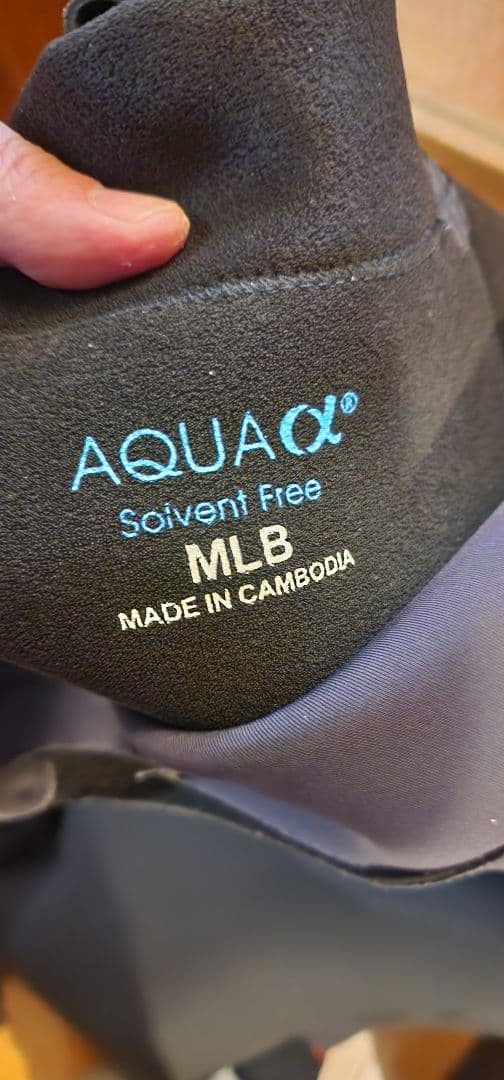 AQUAα®
Solvent Free
MLB
MADE IN CAMBODIA